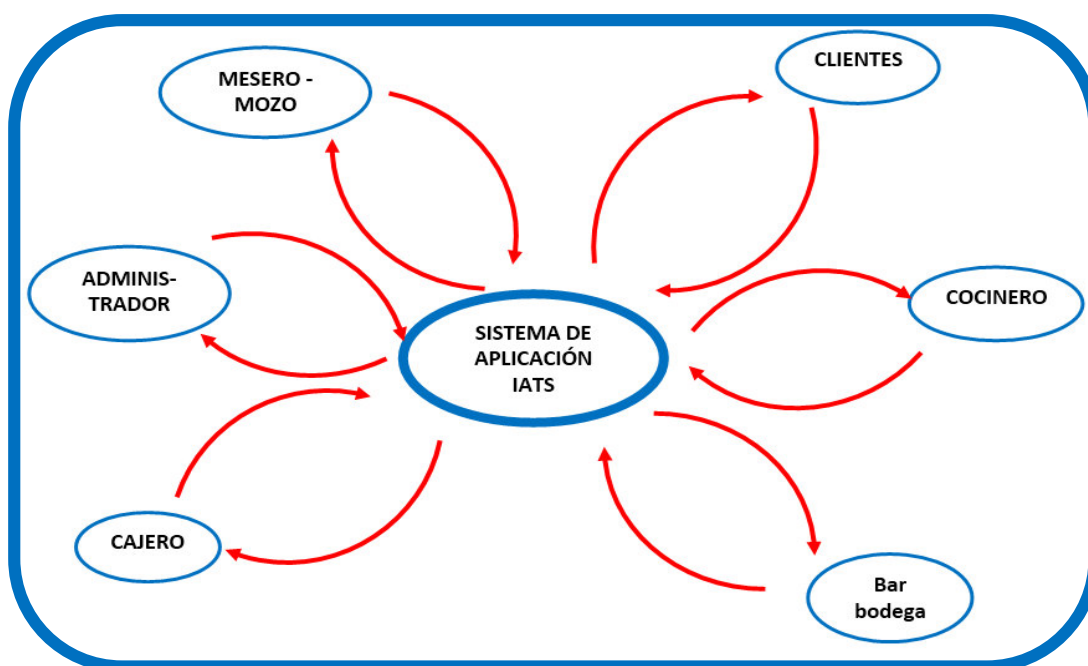 MESERO -
MOZO
CLIENTES
ADMINIS-
TRADOR
COCINERO
SISTEMA DE
APLICACIÓN
IATS
CAJERO
Bar
bodega